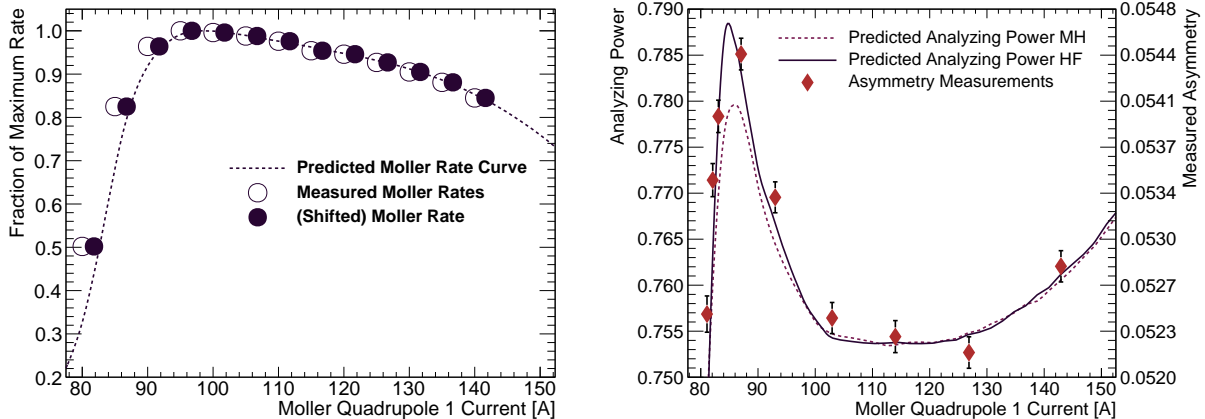 Fraction of Maximum Rate
1.0
0.9
0.8
0.7
0.6
0.5
0.4
0.3
0.2
Predicted Moller Rate Curve
Measured Moller Rates
(Shifted) Moller Rate
80 90 100 110 120 130 140 150
Moller Quadrupole 1 Current [A]
Analyzing Power
0.790
0.785
0.780
0.775
0.770
0.765
0.760
0.755
0.750
Predicted Analyzing Power MH
Predicted Analyzing Power HF
Asymmetry Measurements
0.0548
0.0544
0.0541
0.0537
0.0534
0.0530
0.0527
0.0523
0.0520
Measured Asymmetry
80 90 100 110 120 130 140 150
Moller Quadrupole 1 Current [A]